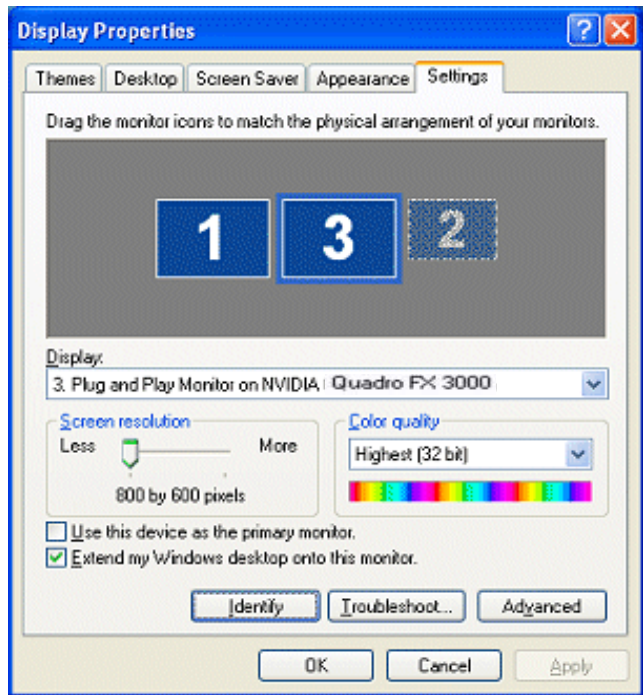 Display Properties
Themes Desktop Screen Saver Appearance Settings
Drag the monitor icons to match the physical arrangement of your monitors.
1 3 2
Display:
3. Plug and Play Monitor on NVIDIA Quadro FX 3000
Screen resolution
Less More
800 by 600 pixels
Color quality
Highest (32 bit)
Use this device as the primary monitor.
Extend my Windows desktop onto this monitor.
Identify Troubleshoot... Advanced
OK Cancel Apply